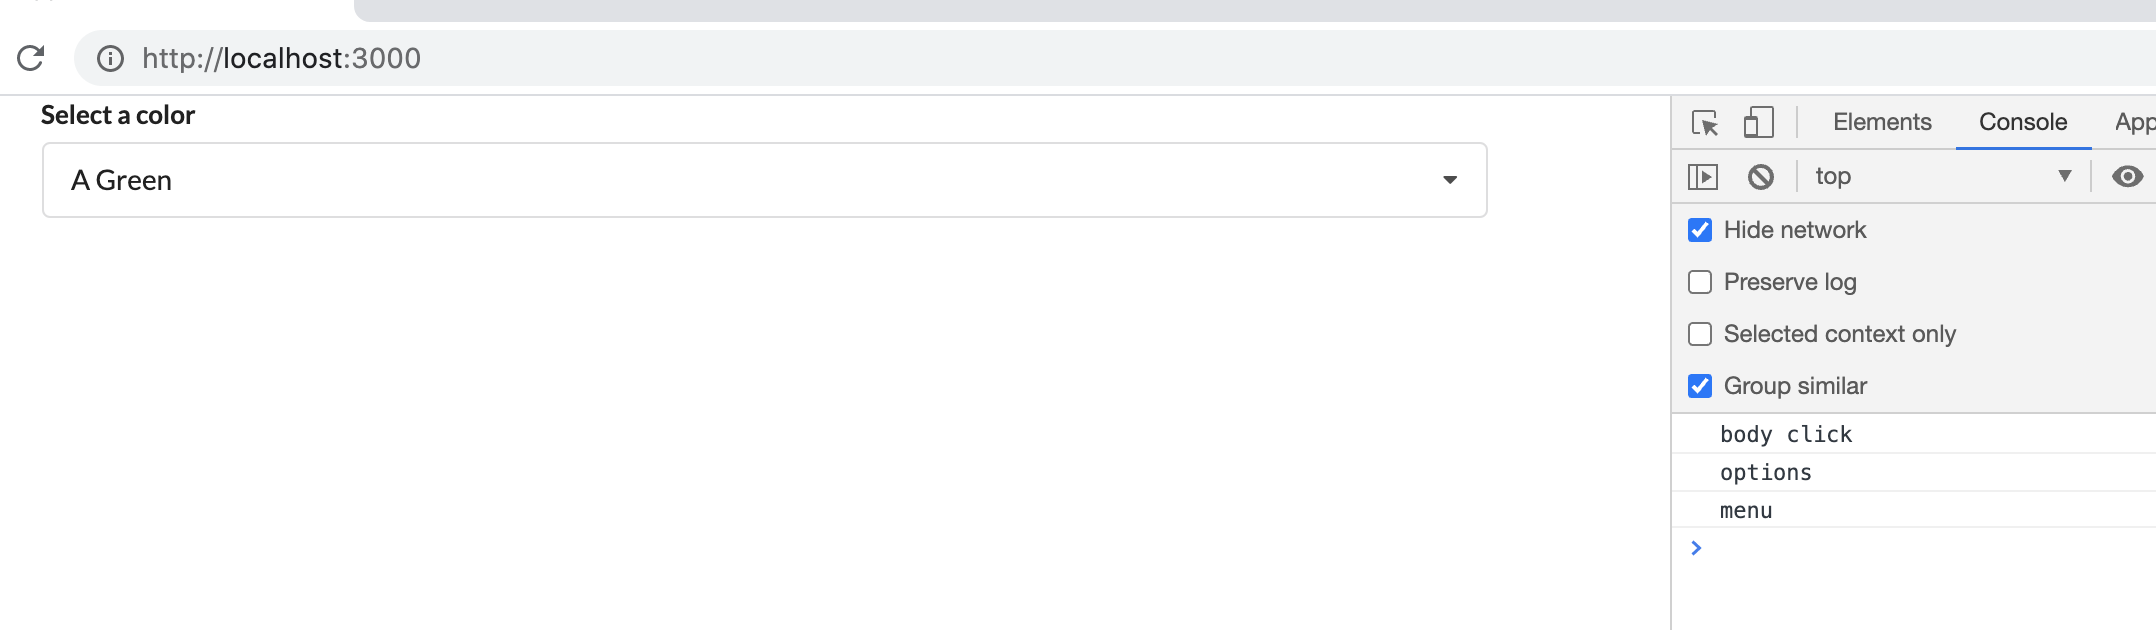 http://localhost:3000
Select a color
A Green
Elements Console App
top
Hide network
Preserve log
Selected context only
Group similar
body click
options
menu